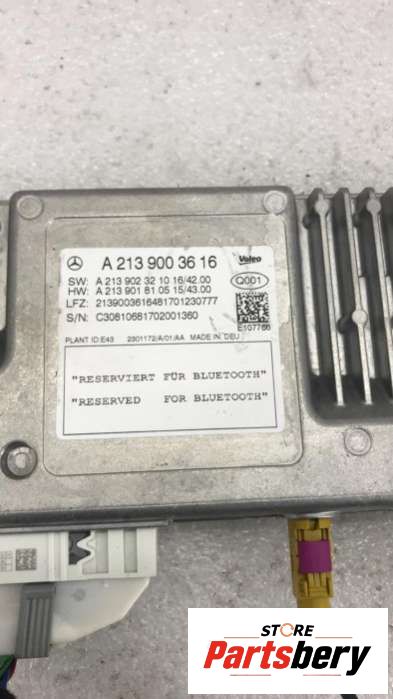 A 213 900 36 16
Valeo
SW: A 213 902 32 10 16/42.00
Q001
HW: A 213 901 81 05 15/43.00
LFZ: 2139003616481701230777
S/N: C30810681702001360
E107766
PLANT ID:E43 2301172/A/01/AA MADE IN DEU
"RESERVIERT FÜR BLUETOOTH"
"RESERVED FOR BLUETOOTH"
STORE
Partsbery